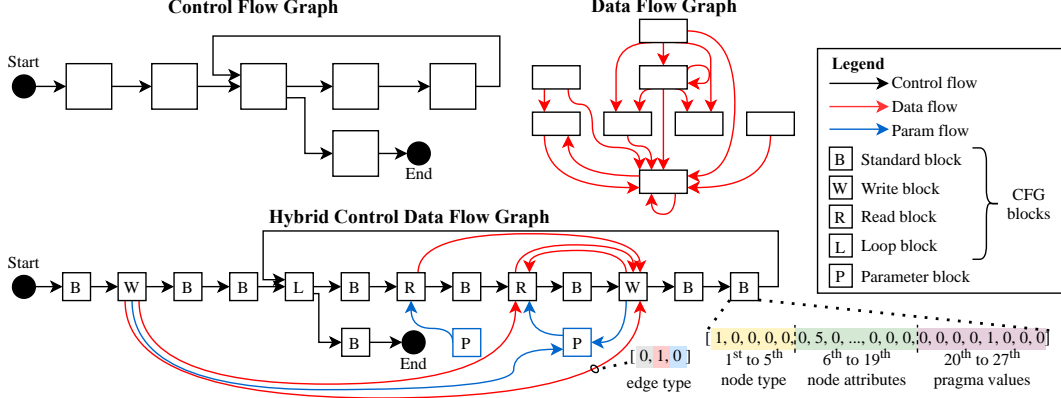 Control Flow Graph
Start
End
Data Flow Graph
Legend
Control flow
Data flow
Param flow
B Standard block
W Write block
R Read block
L Loop block
P Parameter block
CFG
blocks
Hybrid Control Data Flow Graph
Start
B W B B L B R B R B W B B
B End P P
[ 0, 1, 0 ]
edge type
[ 1, 0, 0, 0, 0, 0, 5, 0, ..., 0, 0, 0, 0, 0, 0, 0, 1, 0, 0, 0]
1st to 5th 6th to 19th 20th to 27th
node type node attributes pragma values